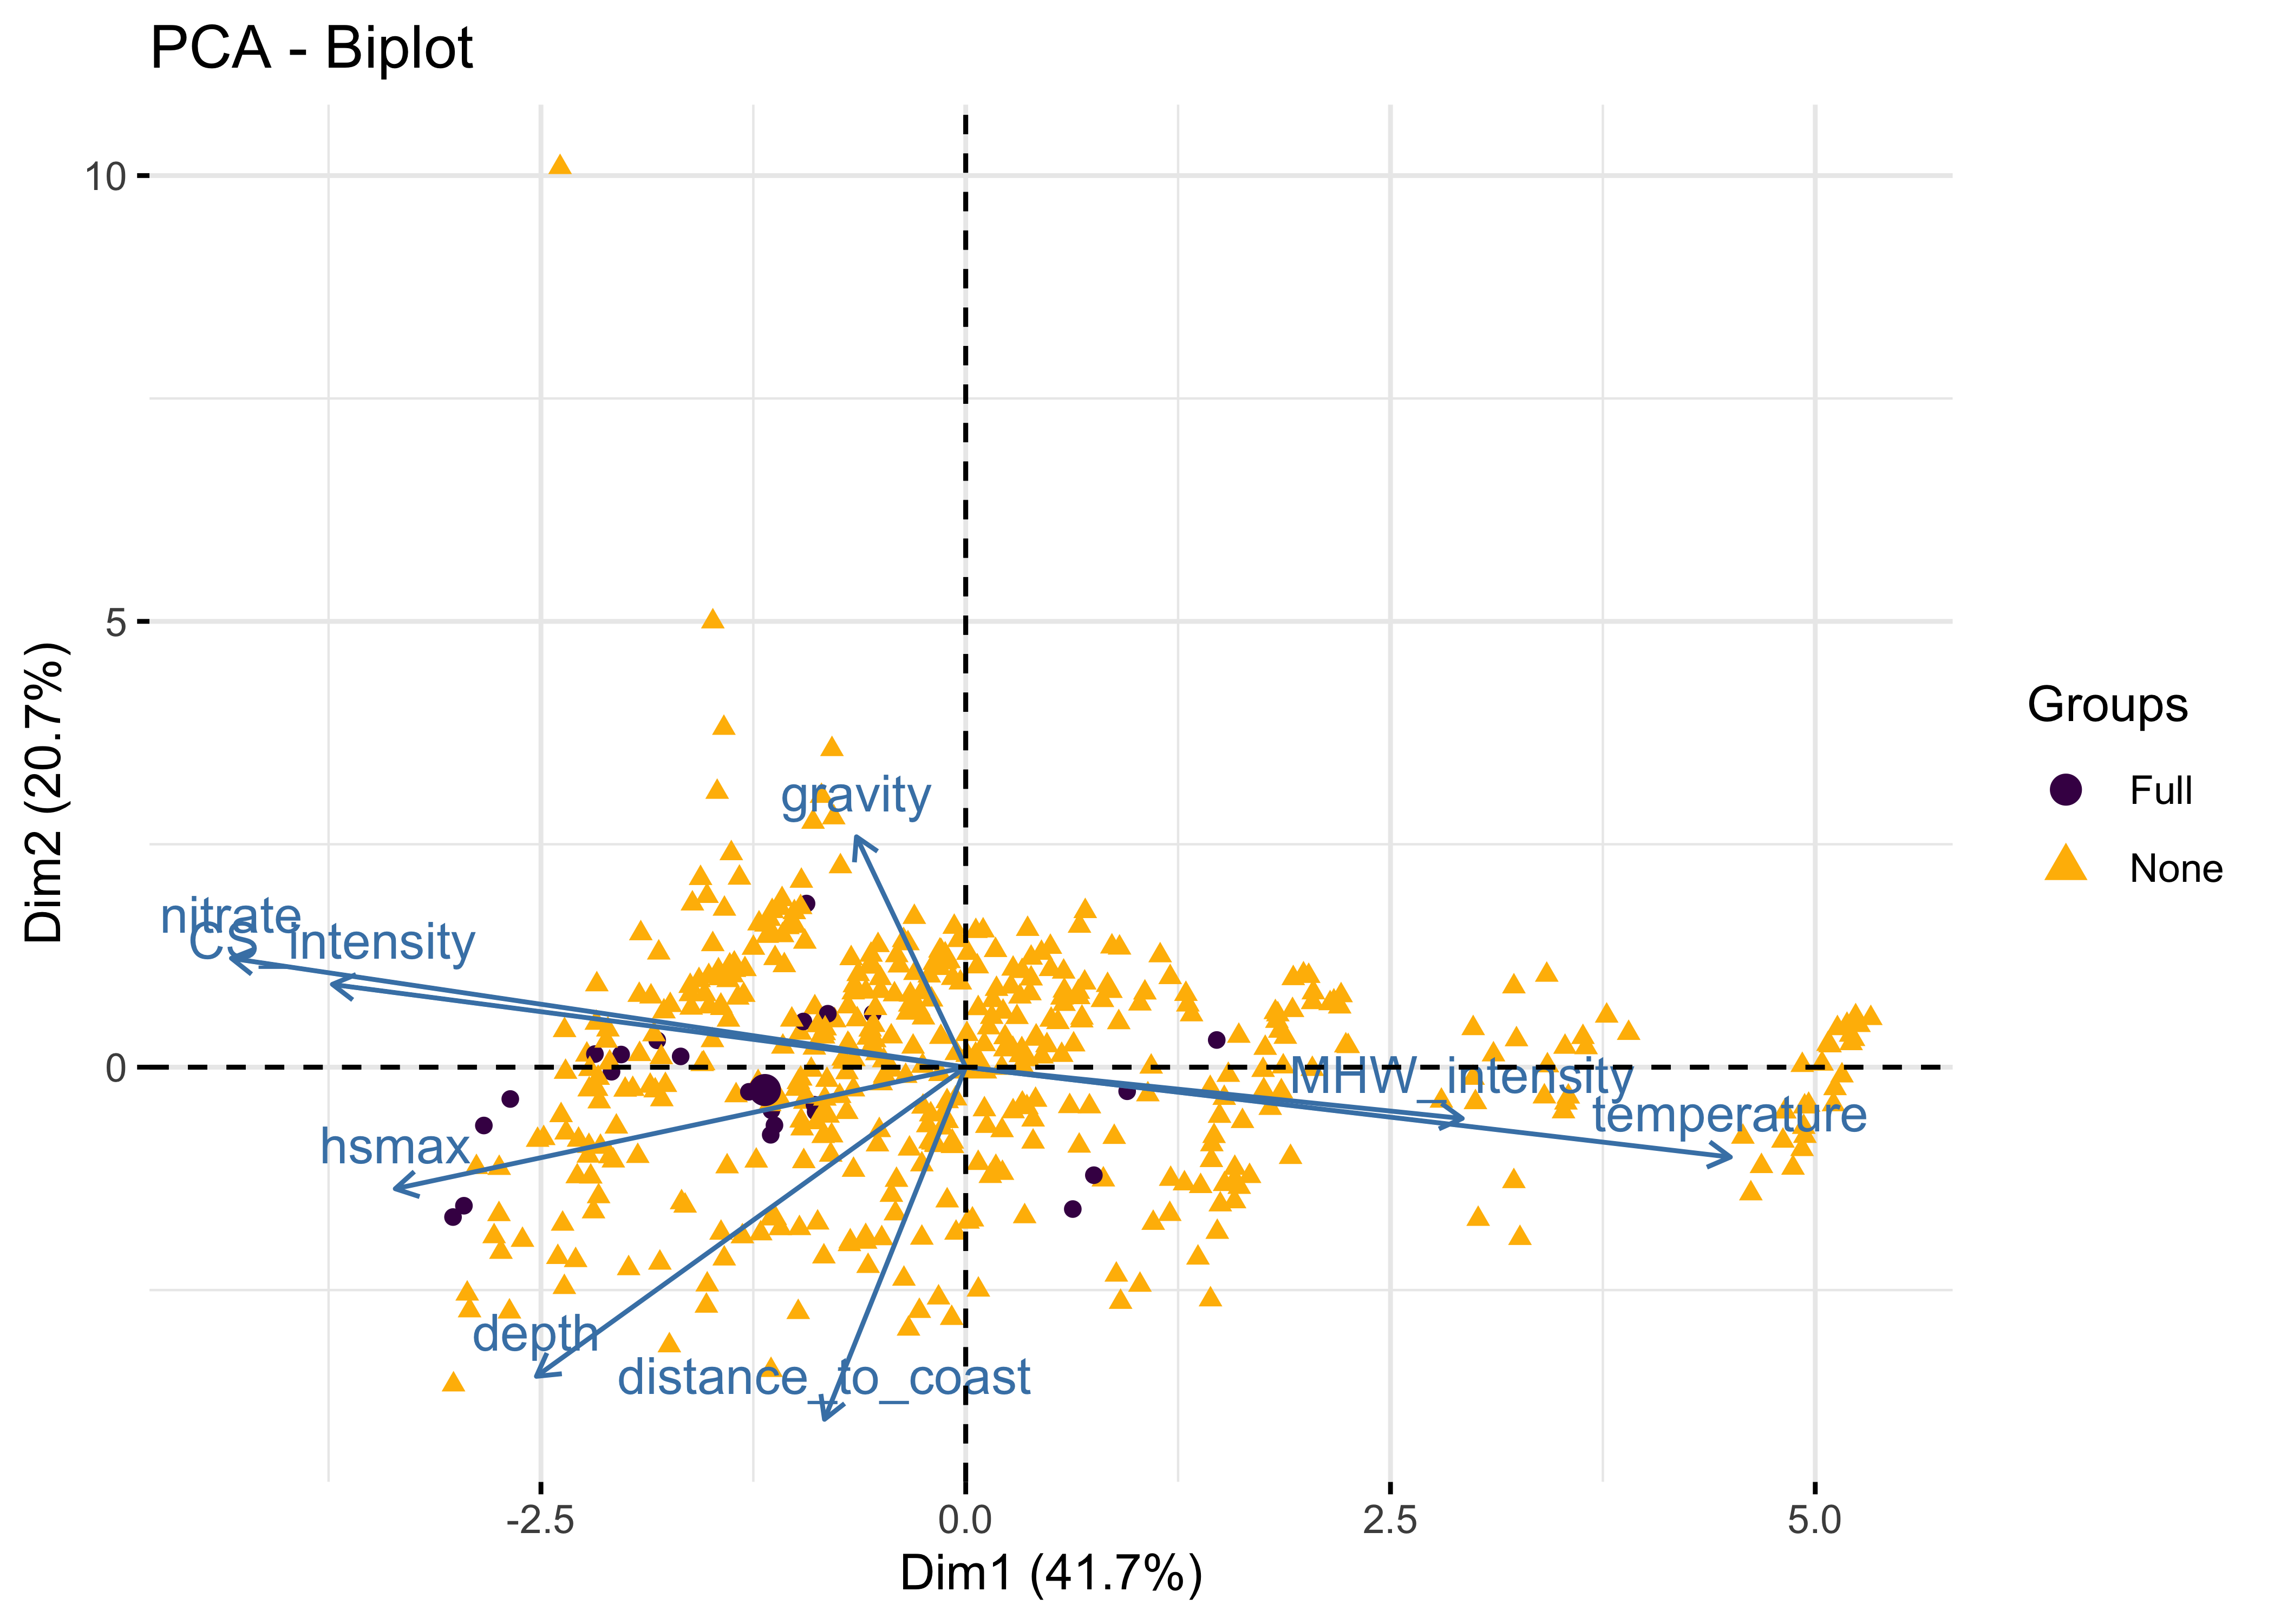 PCA - Biplot
10
5
0
Dim2 (20.7%)
gravity
nitrate
CS_intensity
MHW_intensity
temperature
hsmax
depth
distance_to_coast
-2.5
0.0
2.5
5.0
Dim1 (41.7%)
Groups
Full
None